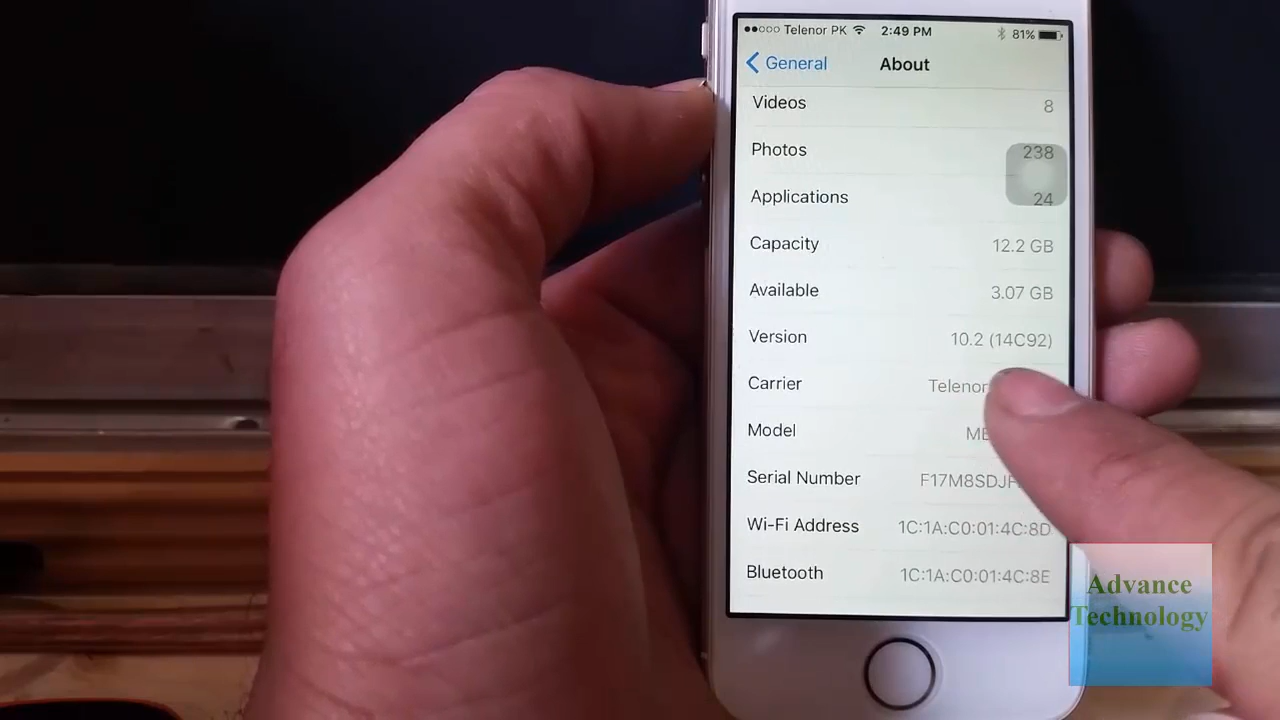 Telenor PK 2:49 PM 81%
General About
Videos 8
Photos 238
Applications 24
Capacity 12.2 GB
Available 3.07 GB
Version 10.2 (14C92)
Carrier Telenor
Model
Serial Number
Wi-Fi Address 1C:1A:C0:01:4C:8D
Bluetooth 1C:1A:C0:01:4C:8E
Advance
Technology